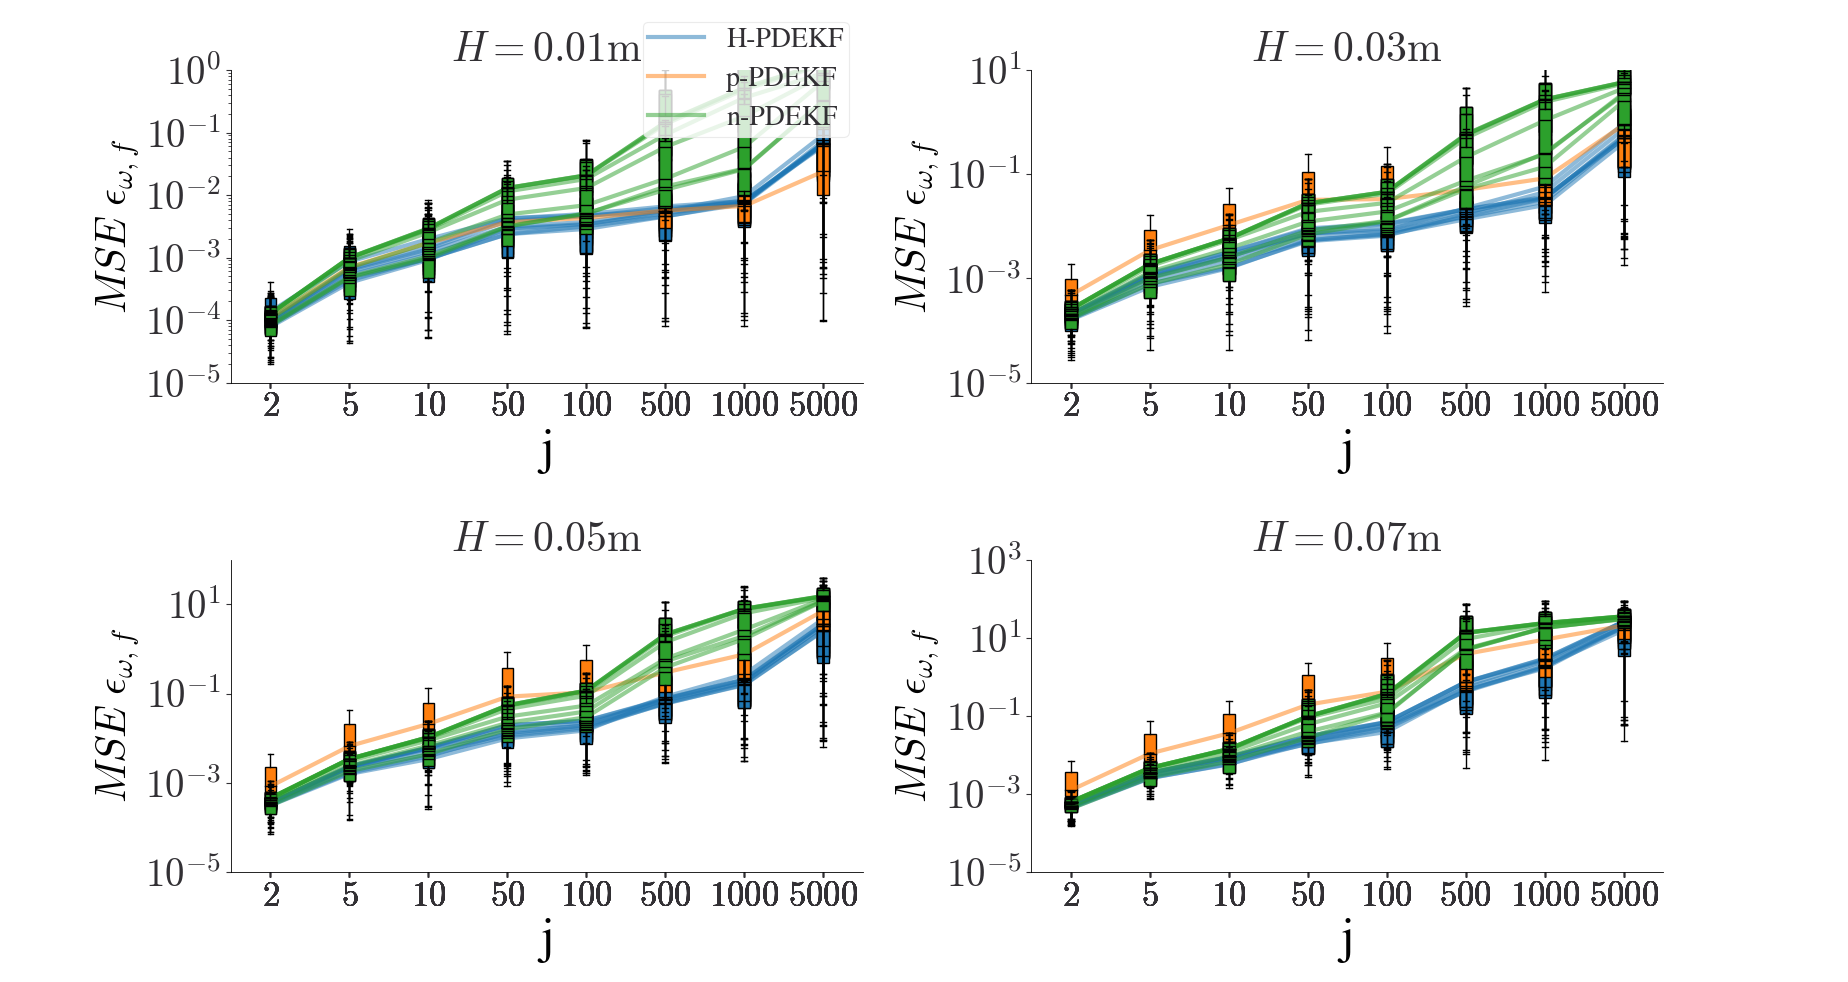 H = 0.01m
H-PDEKF
p-PDEKF
n-PDEKF
10^0
10^-1
10^-2
10^-3
10^-4
10^-5
MSE ϵ_ω,f
2 5 10 50 100 500 1000 5000
j
H = 0.03m
10^1
10^-1
10^-3
10^-5
MSE ϵ_ω,f
2 5 10 50 100 500 1000 5000
j
H = 0.05m
10^1
10^-1
10^-3
10^-5
MSE ϵ_ω,f
2 5 10 50 100 500 1000 5000
j
H = 0.07m
10^3
10^1
10^-1
10^-3
10^-5
MSE ϵ_ω,f
2 5 10 50 100 500 1000 5000
j